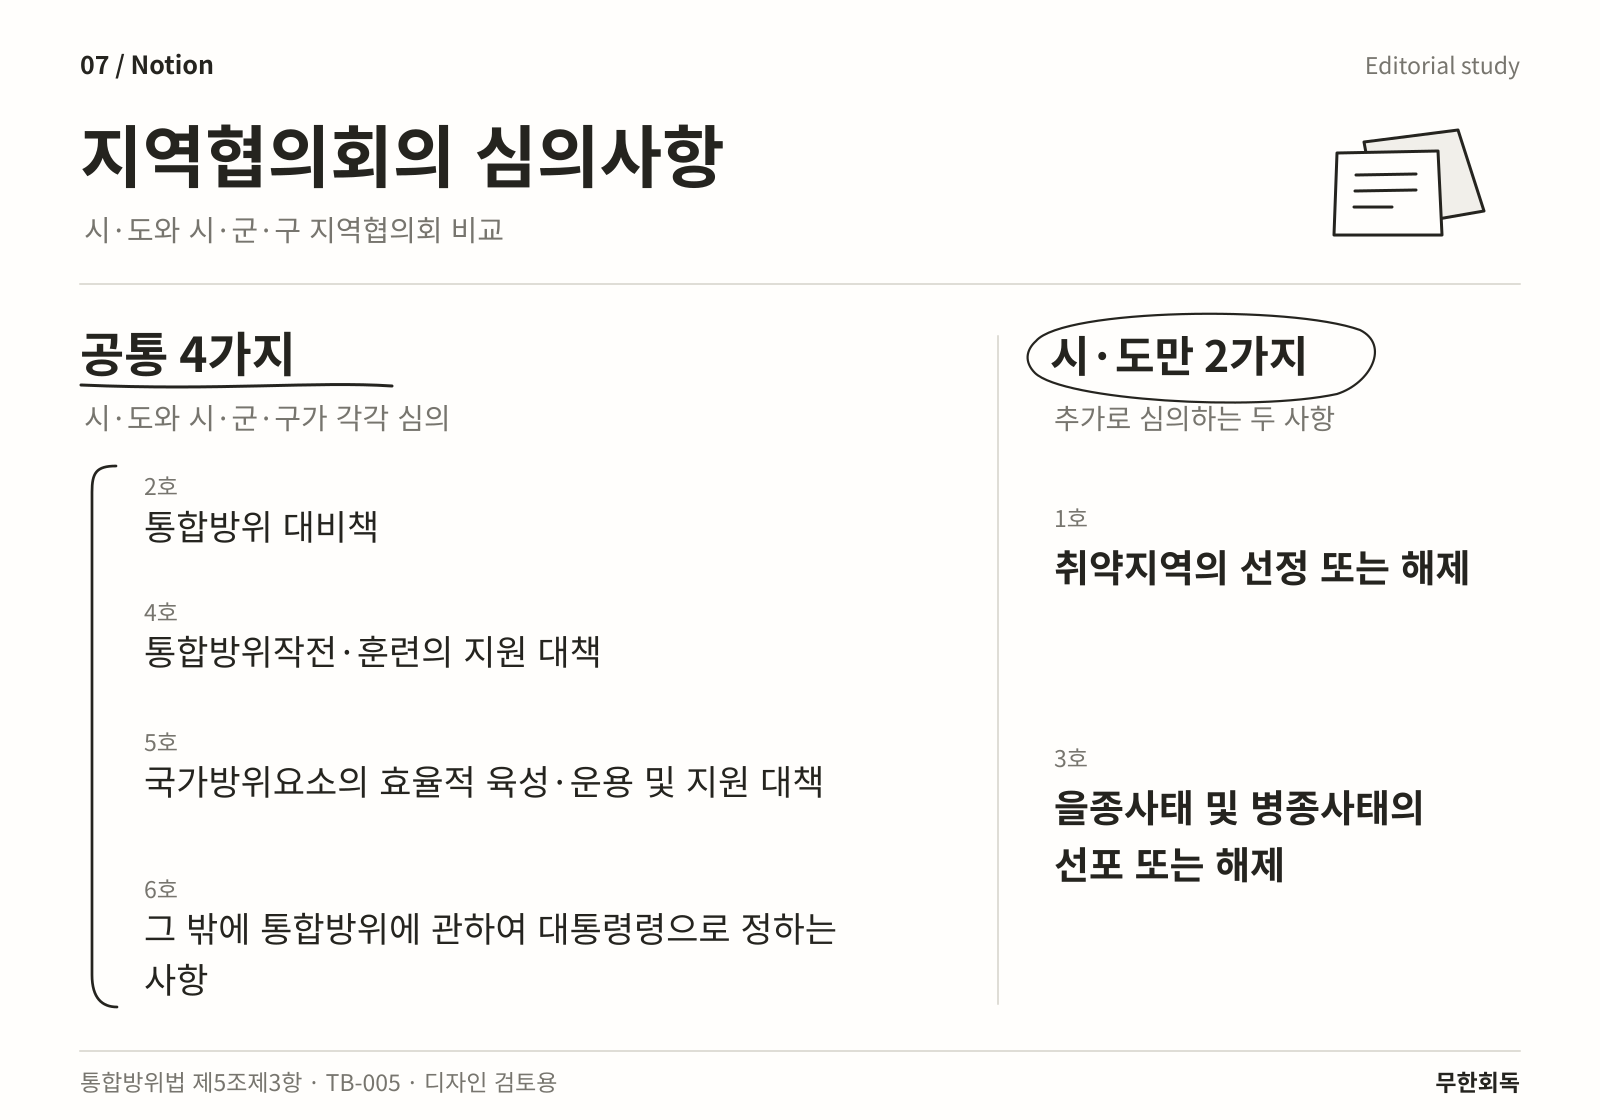 07 / Notion
Editorial study
지역협의회의 심의사항
시·도와 시·군·구 지역협의회 비교
공통 4가지
시·도와 시·군·구가 각각 심의
2호
통합방위 대비책
4호
통합방위작전·훈련의 지원 대책
5호
국가방위요소의 효율적 육성·운용 및 지원 대책
6호
그 밖에 통합방위에 관하여 대통령령으로 정하는
사항
시·도만 2가지
추가로 심의하는 두 사항
1호
취약지역의 선정 또는 해제
3호
을종사태 및 병종사태의
선포 또는 해제
통합방위법 제5조제3항 · TB-005 · 디자인 검토용
무한회독